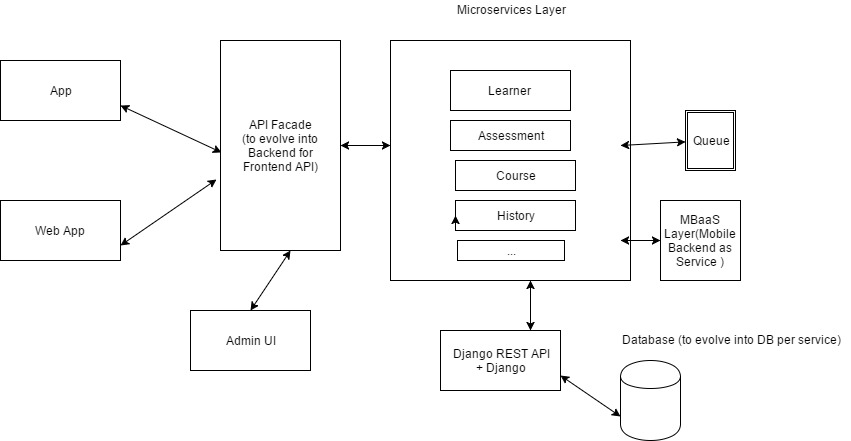 Microservices Layer
App
API Facade
(to evolve into
Backend for
Frontend API)
Learner
Assessment
Course
History
...
Queue
Web App
MBaaS
Layer(Mobile
Backend as
Service )
Admin UI
Django REST API
+ Django
Database (to evolve into DB per service)